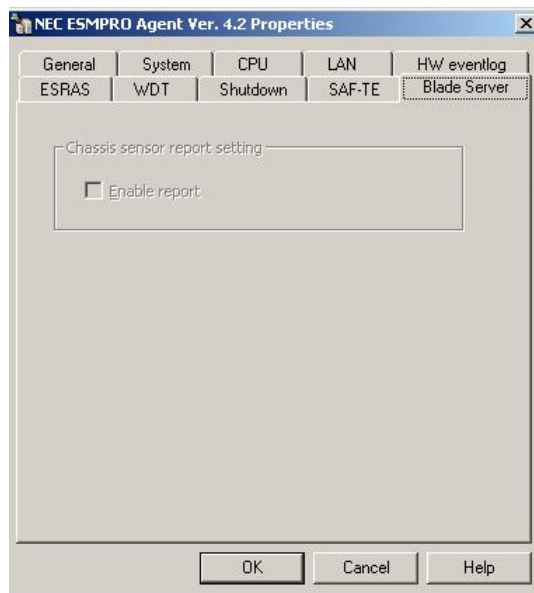 NEC ESMPRO Agent Ver. 4.2 Properties
General System CPU LAN HW eventlog
ESRAS WDT Shutdown SAF-TE Blade Server
Chassis sensor report setting
Enable report
OK Cancel Help